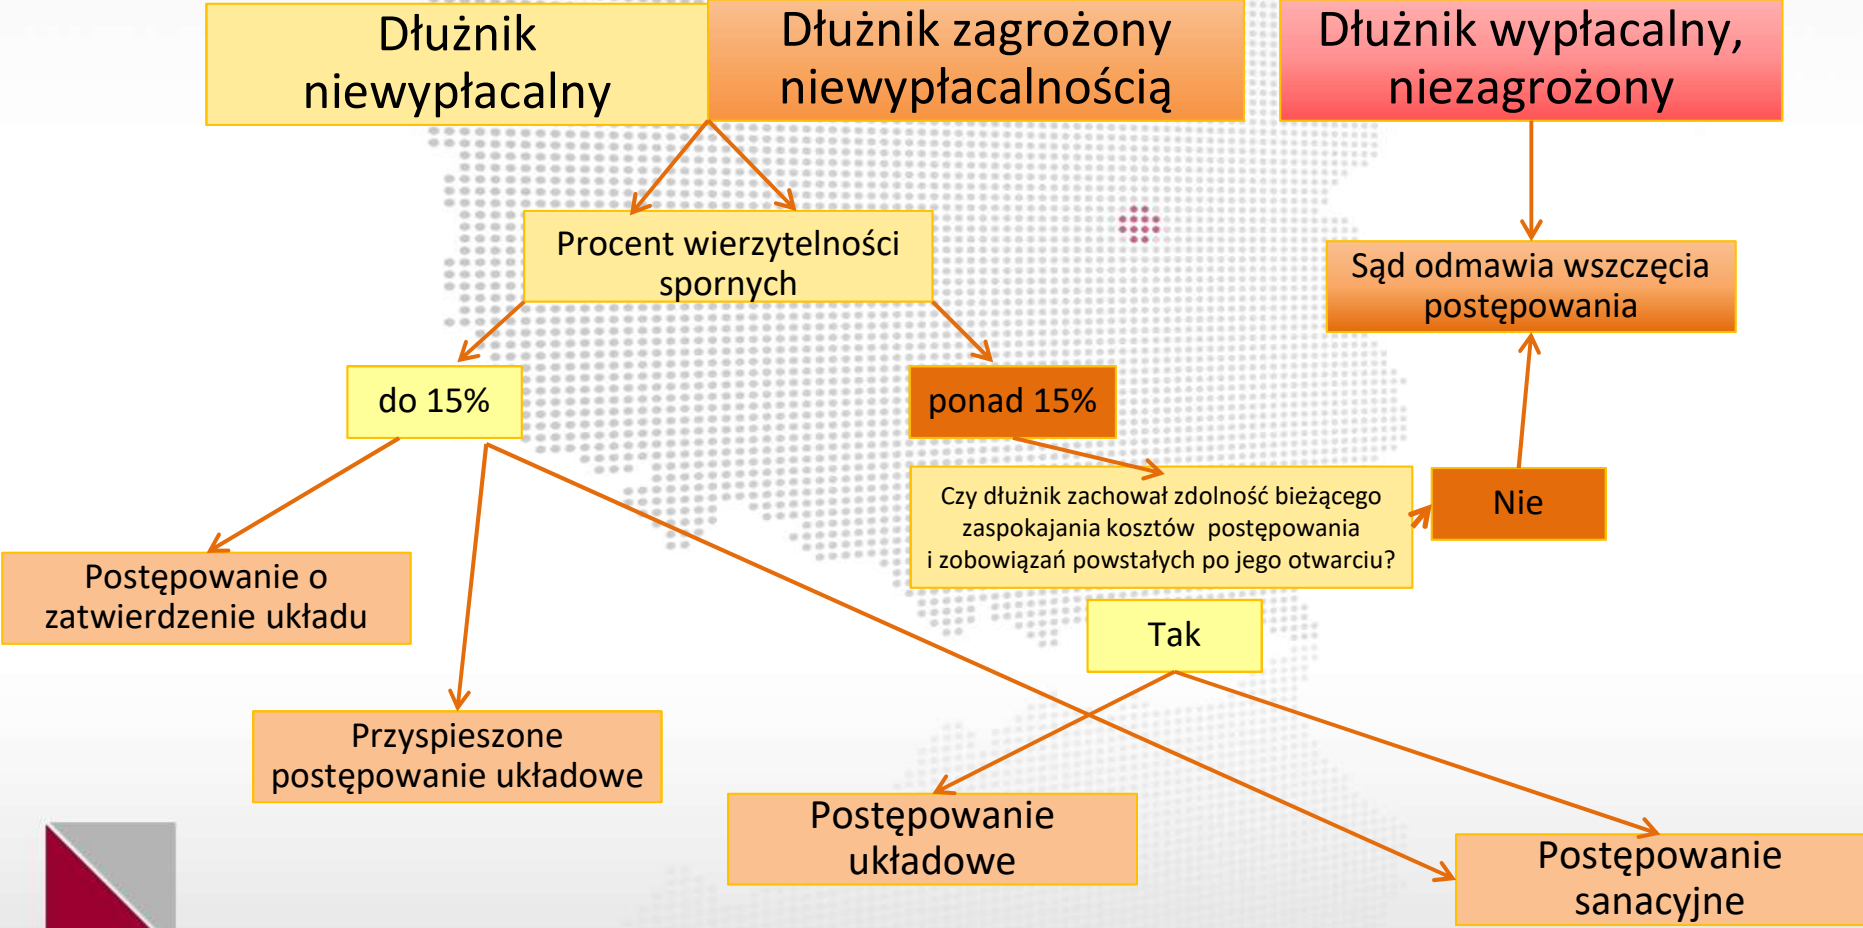 Dłużnik
niewypłacalny
Dłużnik zagrożony
niewypłacalnością
Dłużnik wypłacalny,
niezagrożony
Procent wierzytelności
spornych
Sąd odmawia wszczęcia
postępowania
do 15%
ponad 15%
Czy dłużnik zachował zdolność bieżącego
zaspokajania kosztów postępowania
i zobowiązań powstałych po jego otwarciu?
Nie
Postępowanie o
zatwierdzenie układu
Tak
Przyspieszone
postępowanie układowe
Postępowanie
układowe
Postępowanie
sanacyjne